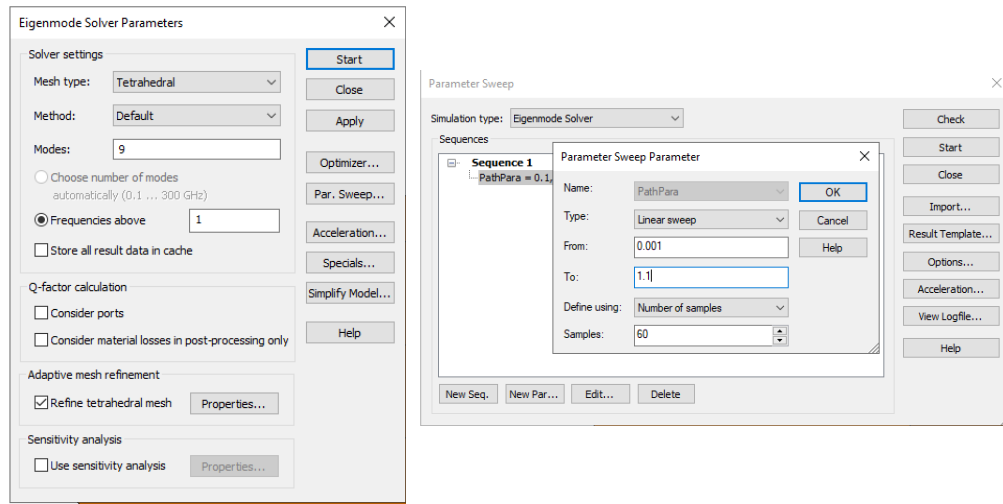 Eigenmode Solver Parameters
Solver settings
Mesh type: Tetrahedral
Method: Default
Modes: 9
Choose number of modes
automatically (0.1 ... 300 GHz)
Frequencies above 1
Store all result data in cache
Q-factor calculation
Consider ports
Consider material losses in post-processing only
Adaptive mesh refinement
Refine tetrahedral mesh Properties...
Sensitivity analysis
Use sensitivity analysis Properties...
Start
Close
Apply
Optimizer...
Par. Sweep...
Acceleration...
Specials...
Simplify Model...
Help
Parameter Sweep
Simulation type: Eigenmode Solver
Sequences
Sequence 1
PathPara = 0.1,
Parameter Sweep Parameter
Name: PathPara
Type: Linear sweep
From: 0.001
To: 1.1
Define using: Number of samples
Samples: 60
OK
Cancel
Help
New Seq. New Par... Edit... Delete
Check
Start
Close
Import...
Result Template...
Options...
Acceleration...
View Logfile...
Help